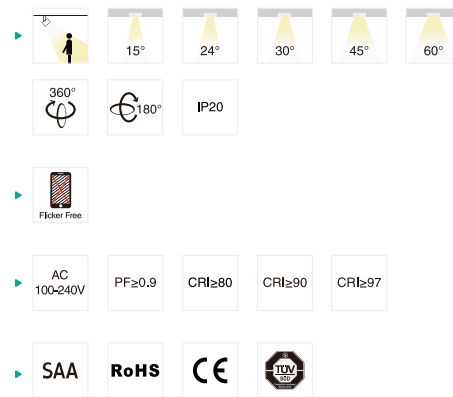 15° 24° 30° 45° 60°
360° 180° IP20
Flicker Free
AC
100-240V PF≥0.9 CRI≥80 CRI≥90 CRI≥97
SAA RoHS CE TÜV
SÜD